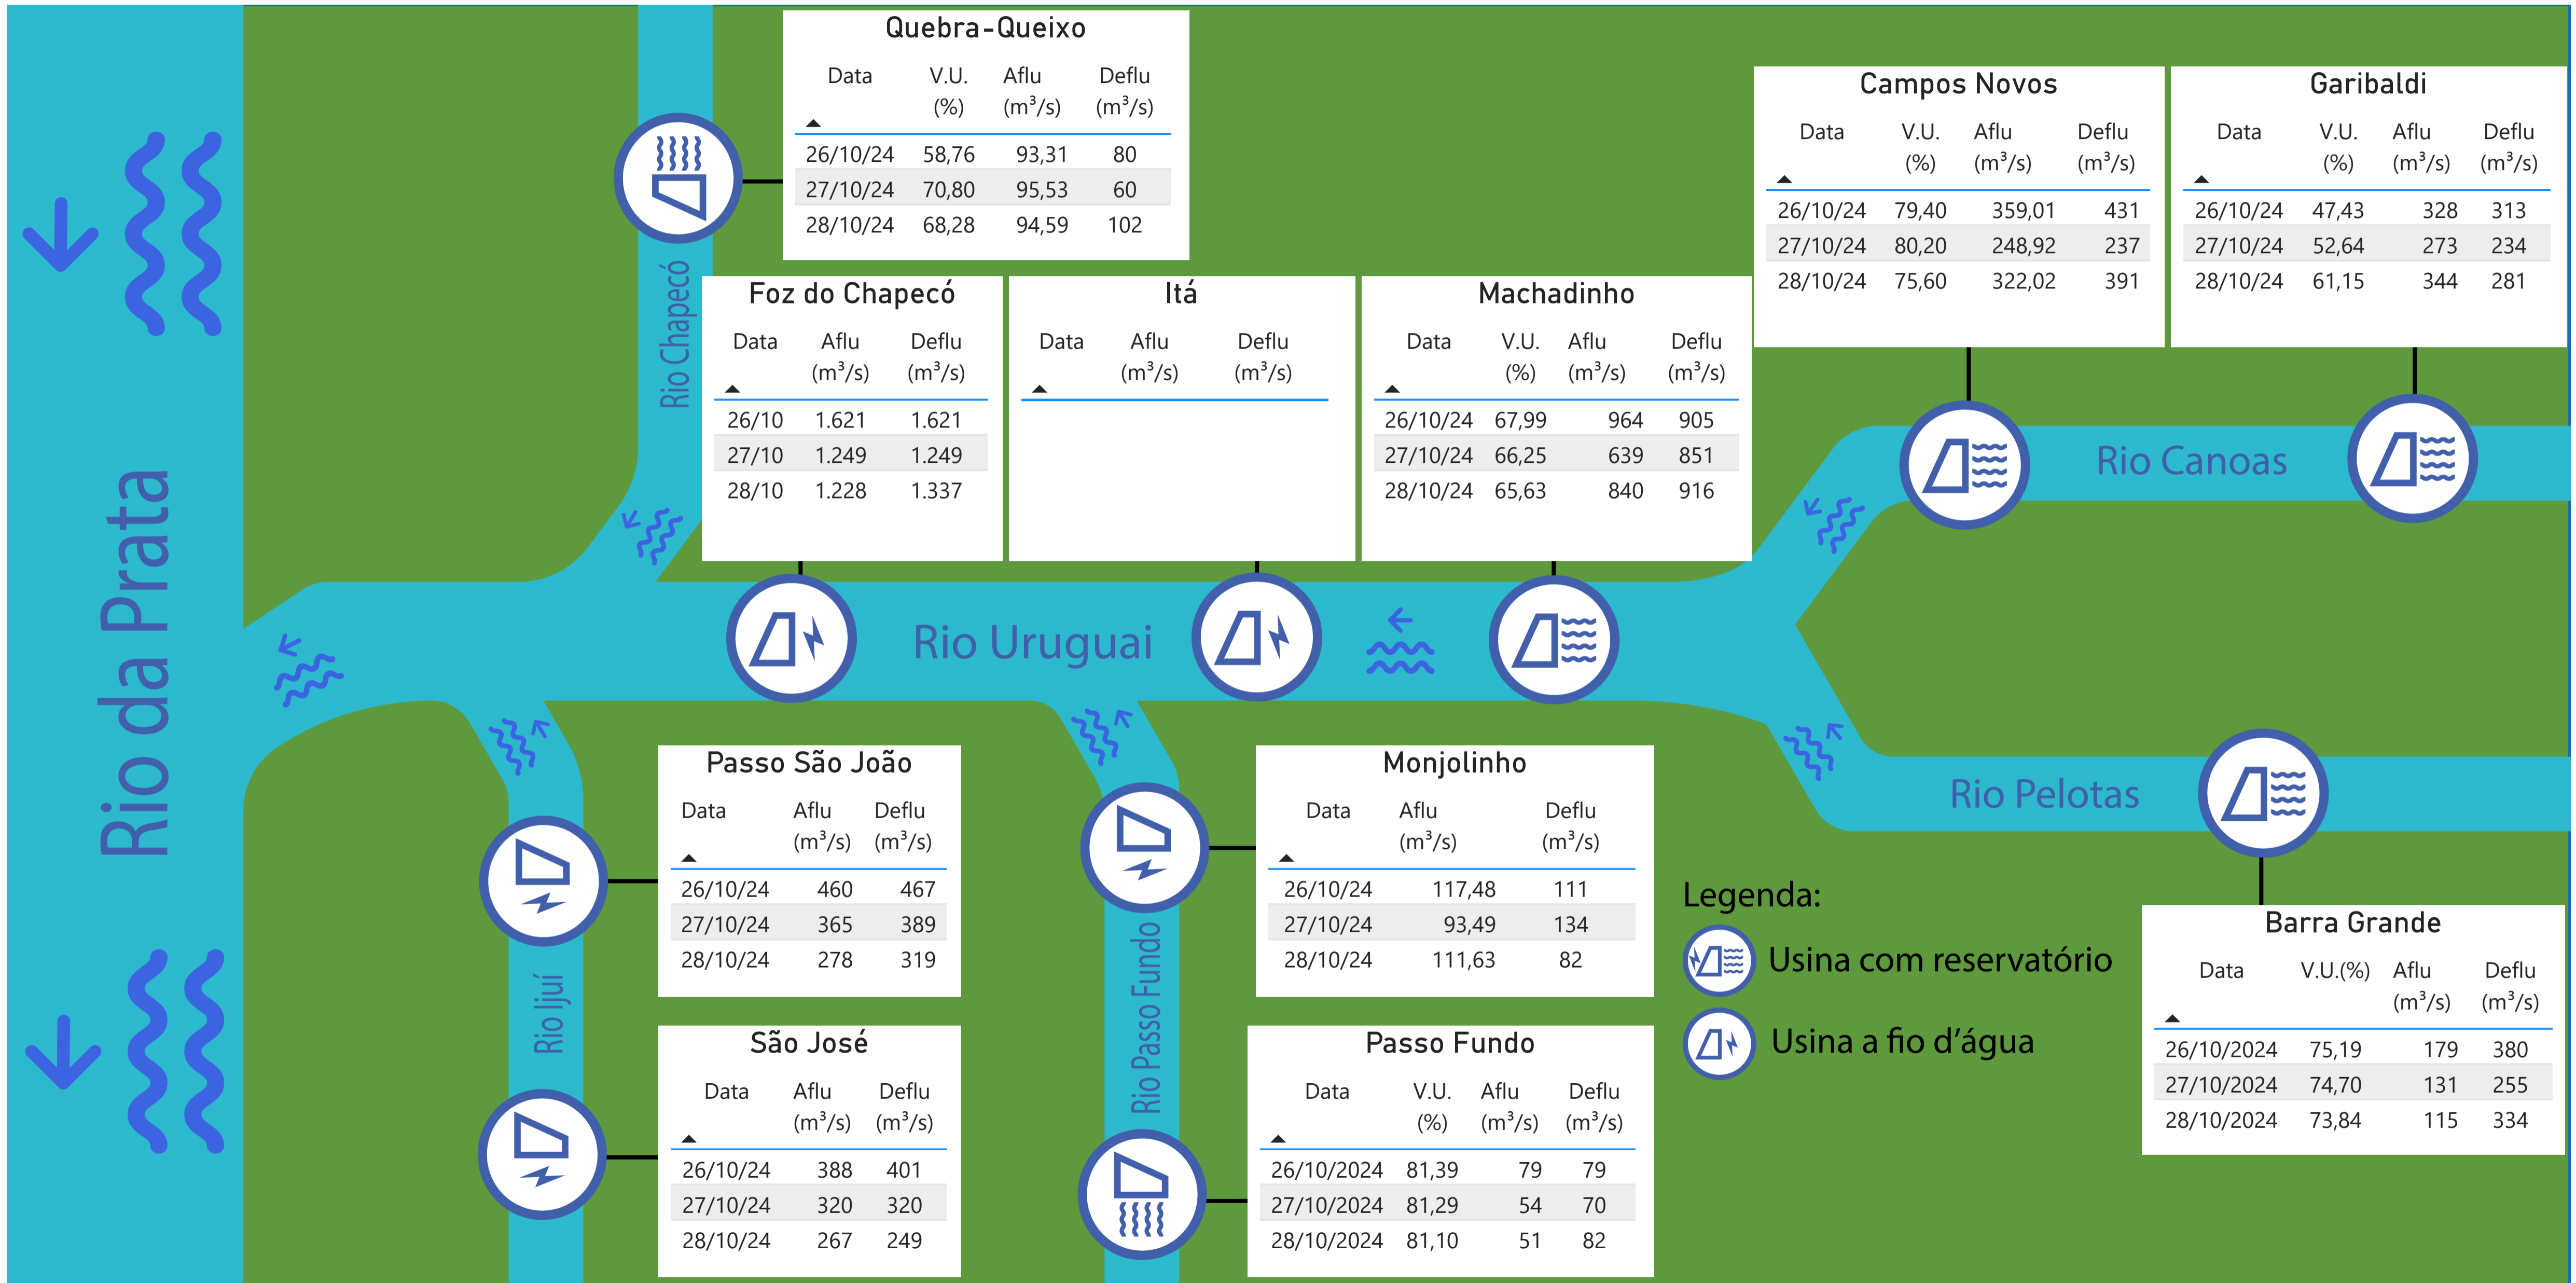 Quebra-Queixo
Data V.U. (%) Aflu (m³/s) Deflu (m³/s)
26/10/24 58,76 93,31 80
27/10/24 70,80 95,53 60
28/10/24 68,28 94,59 102
Campos Novos
Data V.U. (%) Aflu (m³/s) Deflu (m³/s)
26/10/24 79,40 359,01 431
27/10/24 80,20 248,92 237
28/10/24 75,60 322,02 391
Garibaldi
Data V.U. (%) Aflu (m³/s) Deflu (m³/s)
26/10/24 47,43 328 313
27/10/24 52,64 273 234
28/10/24 61,15 344 281
Rio Chapecó
Foz do Chapecó
Data Aflu (m³/s) Deflu (m³/s)
26/10 1.621 1.621
27/10 1.249 1.249
28/10 1.228 1.337
Itá
Data Aflu (m³/s) Deflu (m³/s)
Machadinho
Data V.U. (%) Aflu (m³/s) Deflu (m³/s)
26/10/24 67,99 964 905
27/10/24 66,25 639 851
28/10/24 65,63 840 916
Rio Canoas
Rio da Prata
Rio Uruguai
Rio Pelotas
Passo São João
Data Aflu (m³/s) Deflu (m³/s)
26/10/24 460 467
27/10/24 365 389
28/10/24 278 319
Monjolinho
Data Aflu (m³/s) Deflu (m³/s)
26/10/24 117,48 111
27/10/24 93,49 134
28/10/24 111,63 82
Rio Ijuí
Rio Passo Fundo
São José
Data Aflu (m³/s) Deflu (m³/s)
26/10/24 388 401
27/10/24 320 320
28/10/24 267 249
Passo Fundo
Data V.U. (%) Aflu (m³/s) Deflu (m³/s)
26/10/2024 81,39 79 79
27/10/2024 81,29 54 70
28/10/2024 81,10 51 82
Legenda:
Usina com reservatório
Usina a fio d'água
Barra Grande
Data V.U.(%) Aflu (m³/s) Deflu (m³/s)
26/10/2024 75,19 179 380
27/10/2024 74,70 131 255
28/10/2024 73,84 115 334